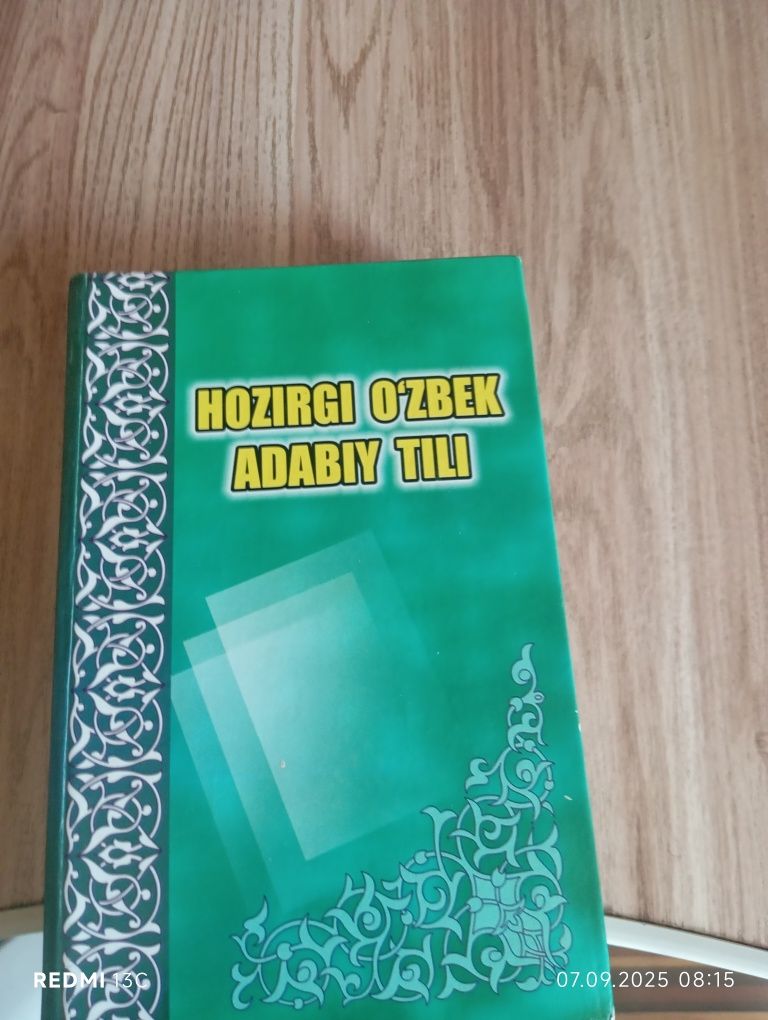 HOZIRGI O‘ZBEK
ADABIY TILI
REDMI 13C
07.09.2025 08:15